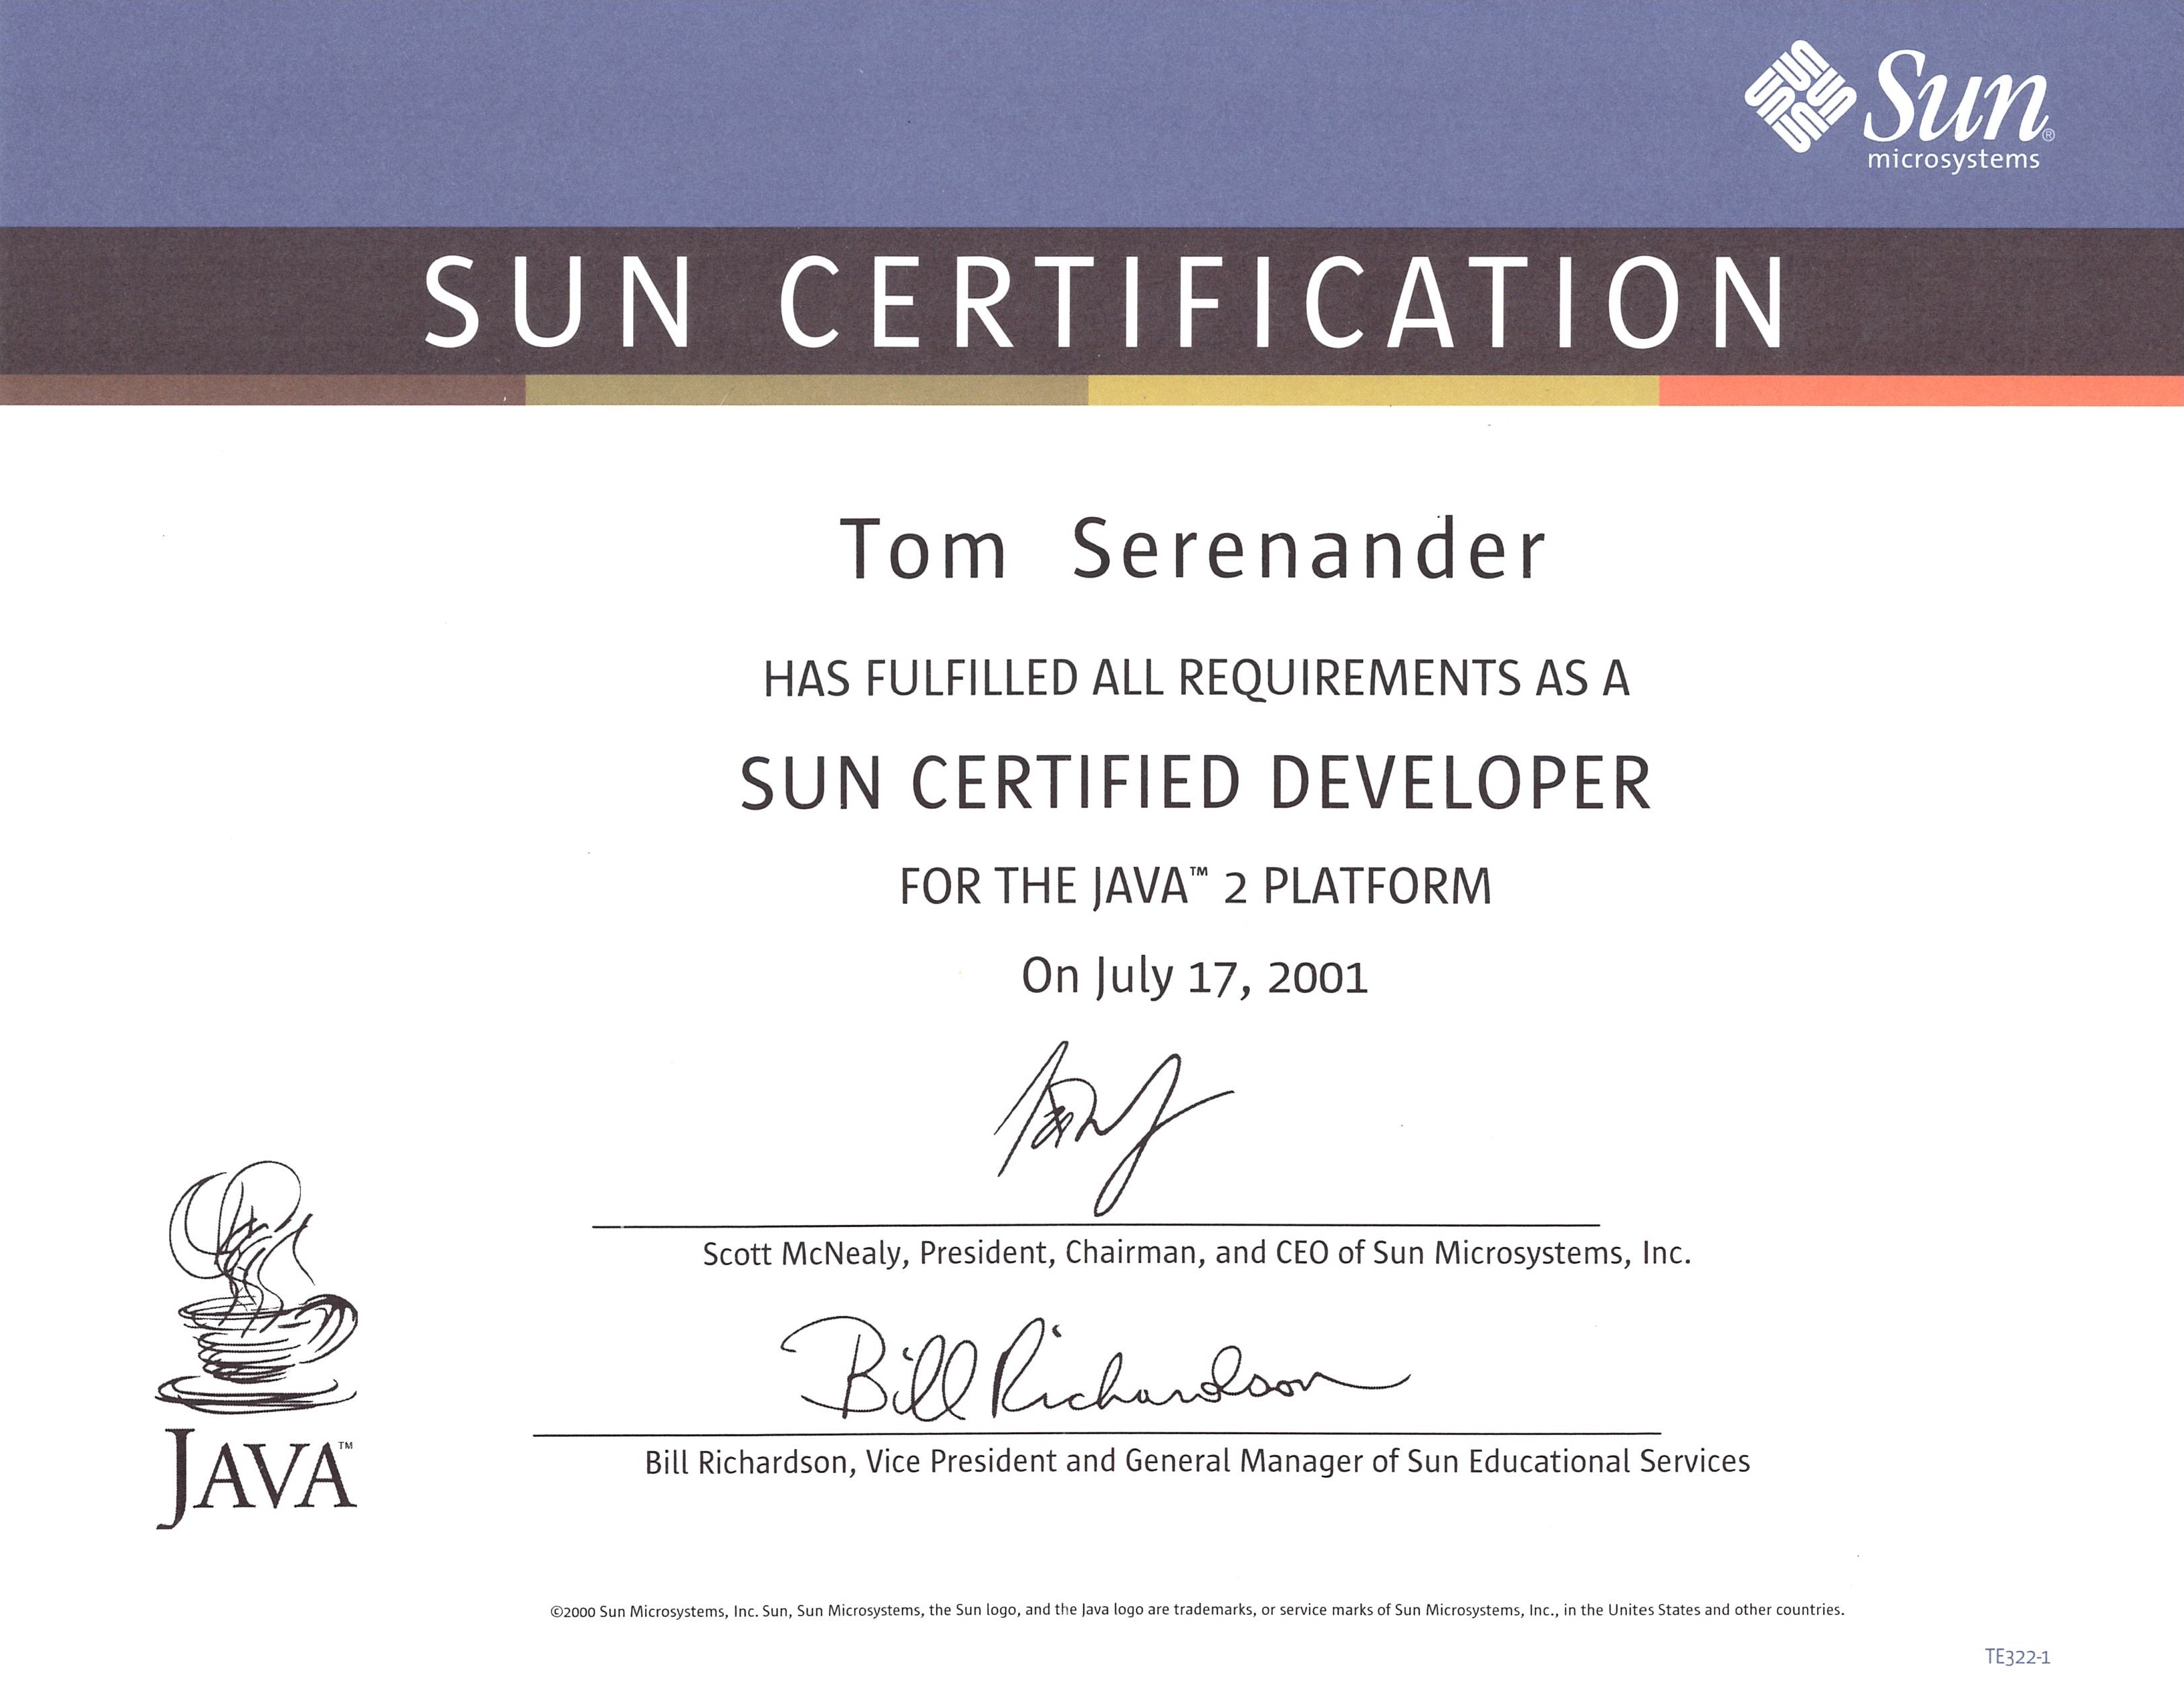 Sun®
microsystems
SUN CERTIFICATION
Tom Serenander
HAS FULFILLED ALL REQUIREMENTS AS A
SUN CERTIFIED DEVELOPER
FOR THE JAVA™ 2 PLATFORM
On July 17, 2001
Scott McNealy, President, Chairman, and CEO of Sun Microsystems, Inc.
Bill Richardson
Bill Richardson, Vice President and General Manager of Sun Educational Services
JAVA™
©2000 Sun Microsystems, Inc. Sun, Sun Microsystems, the Sun logo, and the Java logo are trademarks, or service marks of Sun Microsystems, Inc., in the Unites States and other countries.
TE322-1